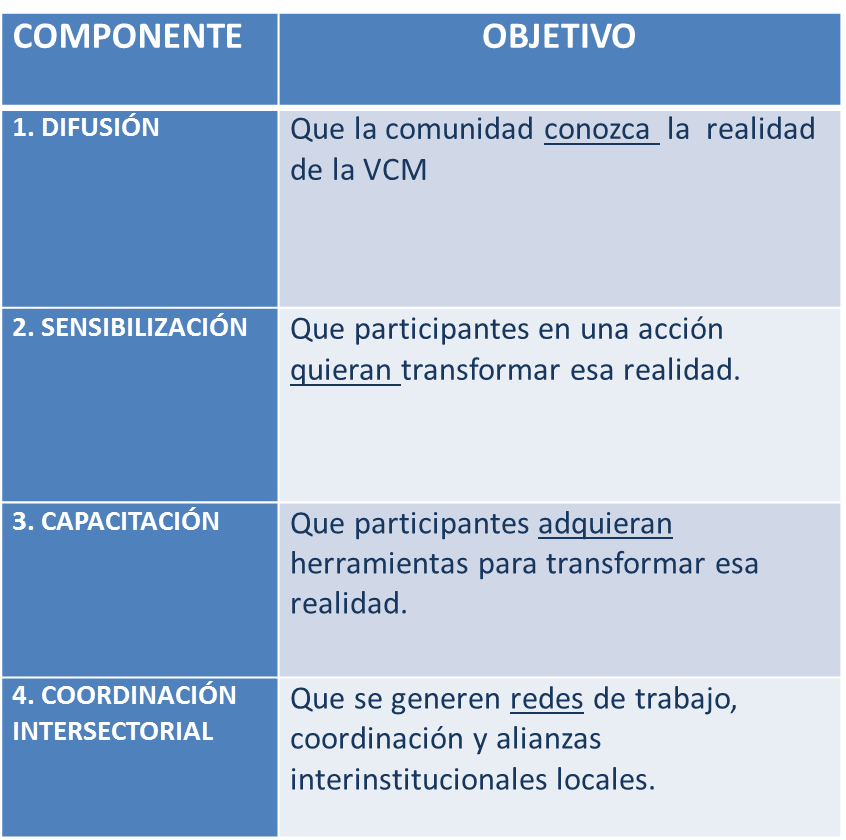 COMPONENTE
OBJETIVO
1. DIFUSIÓN
Que la comunidad conozca la realidad
de la VCM
2. SENSIBILIZACIÓN
Que participantes en una acción
quieran transformar esa realidad.
3. CAPACITACIÓN
Que participantes adquieran
herramientas para transformar esa
realidad.
4. COORDINACIÓN
INTERSECTORIAL
Que se generen redes de trabajo,
coordinación y alianzas
interinstitucionales locales.